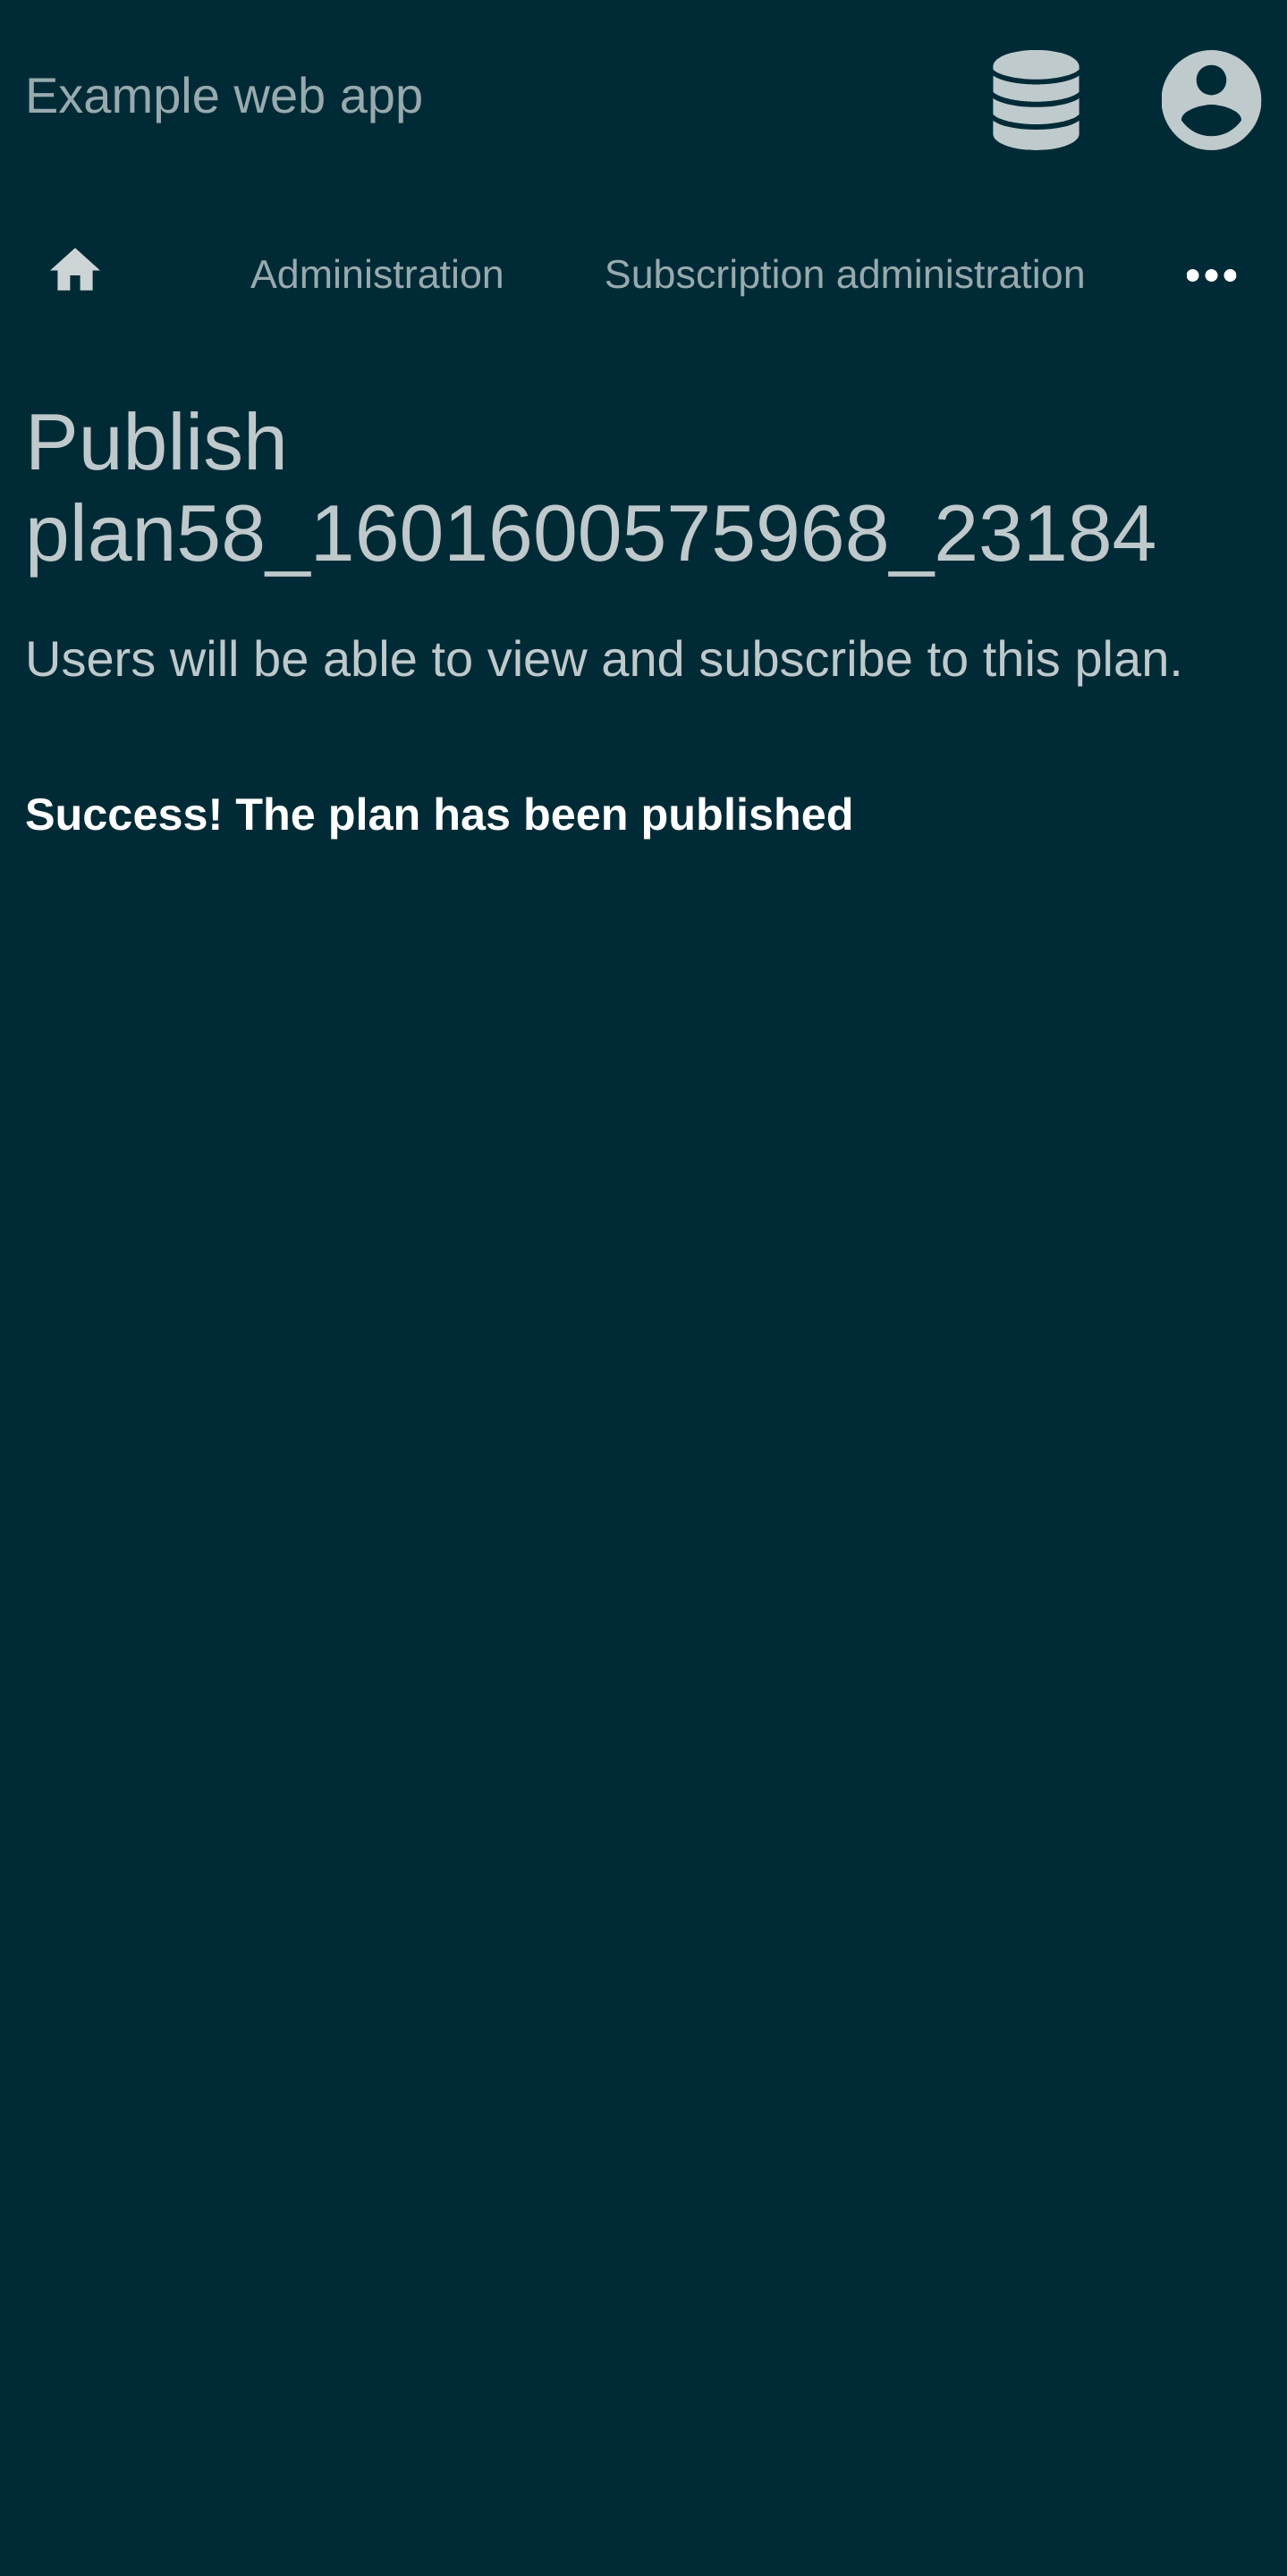 Example web app
Administration Subscription administration
Publish
plan58_1601600575968_23184
Users will be able to view and subscribe to this plan.
Success! The plan has been published